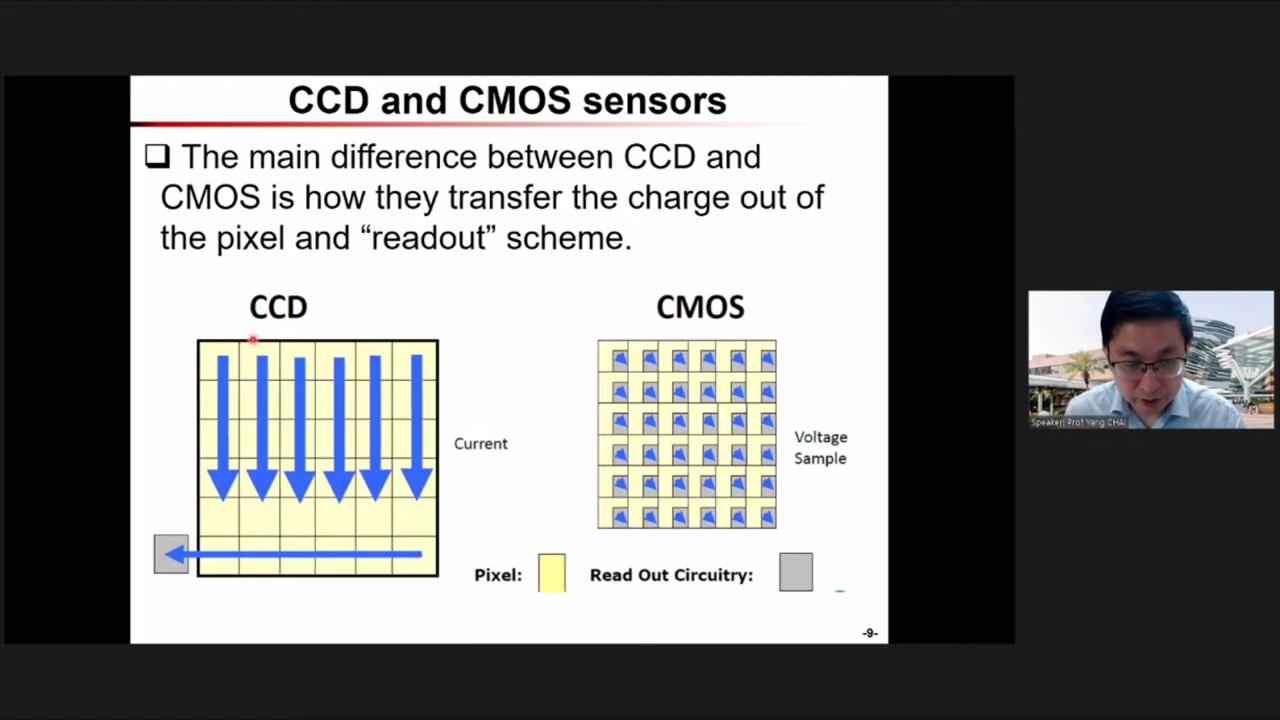 CCD and CMOS sensors
❑ The main difference between CCD and
CMOS is how they transfer the charge out of
the pixel and “readout” scheme.
CCD
CMOS
Current
Voltage
Sample
Pixel:
Read Out Circuitry:
-9-
Speaker: Prof Yang CHAI